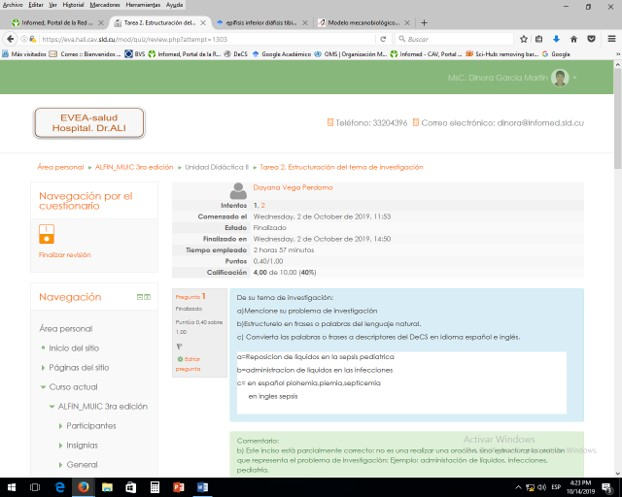 Archivo Editar Ver Historial Marcadores Herramientas Ayuda
Infomed, Portal de la Red ... Tarea 2. Estructuración del... epífisis inferior diáfisis tibi... Modelo mecanobiológico...
https://eva.hali.cav.sld.cu/mod/quiz/review.php?attempt=1303 Buscar
Más visitados Correo :: Bienvenidos ... BVS Infomed, Portal de la R... DeCS Google Académico OMS | Organización M... Infomed - CAV, Portal ... Sci-Hub removing bar... Google
MsC. Dinora García Martín
EVEA-salud
Hospital. Dr.ALI
Teléfono: 33204396 Correo electrónico: dinora@infomed.sld.cu
Área personal ALFIN_MUIC 3ra edición Unidad Didáctica II Tarea 2. Estructuración del tema de investigación
Navegación por el
cuestionario
1
Finalizar revisión
Dayana Vega Perdomo
Intentos 1, 2
Comenzado el Wednesday, 2 de October de 2019, 11:53
Estado Finalizado
Finalizado en Wednesday, 2 de October de 2019, 14:50
Tiempo empleado 2 horas 57 minutos
Puntos 0,40/1,00
Calificación 4,00 de 10,00 (40%)
Navegación
Área personal
Inicio del sitio
Páginas del sitio
Curso actual
ALFIN_MUIC 3ra edición
Participantes
Insignias
General
Pregunta 1
Finalizado
Puntúa 0,40 sobre
1,00
Editar
pregunta
De su tema de investigación:
a)Mencione su problema de investigación
b)Estructurelo en frases o palabras del lenguaje natural.
c) Convierta las palabras o frases a descriptores del DeCS en idioma español e inglés.
a=Reposicion de liquidos en la sepsis pediatrica
b=administracion de liquidos en las infecciones
c= en español piohemia,piemia,septicemia
en ingles sepsis
Comentario:
b) Este inciso está parcialmente correcto: no es una realizar una oración, sino estructurar la oración
que representa el problema de investigación: Ejemplo: administación de líquidos, infecciones,
pediatría.
Activar Windows
ESP 4:23 PM
10/14/2019